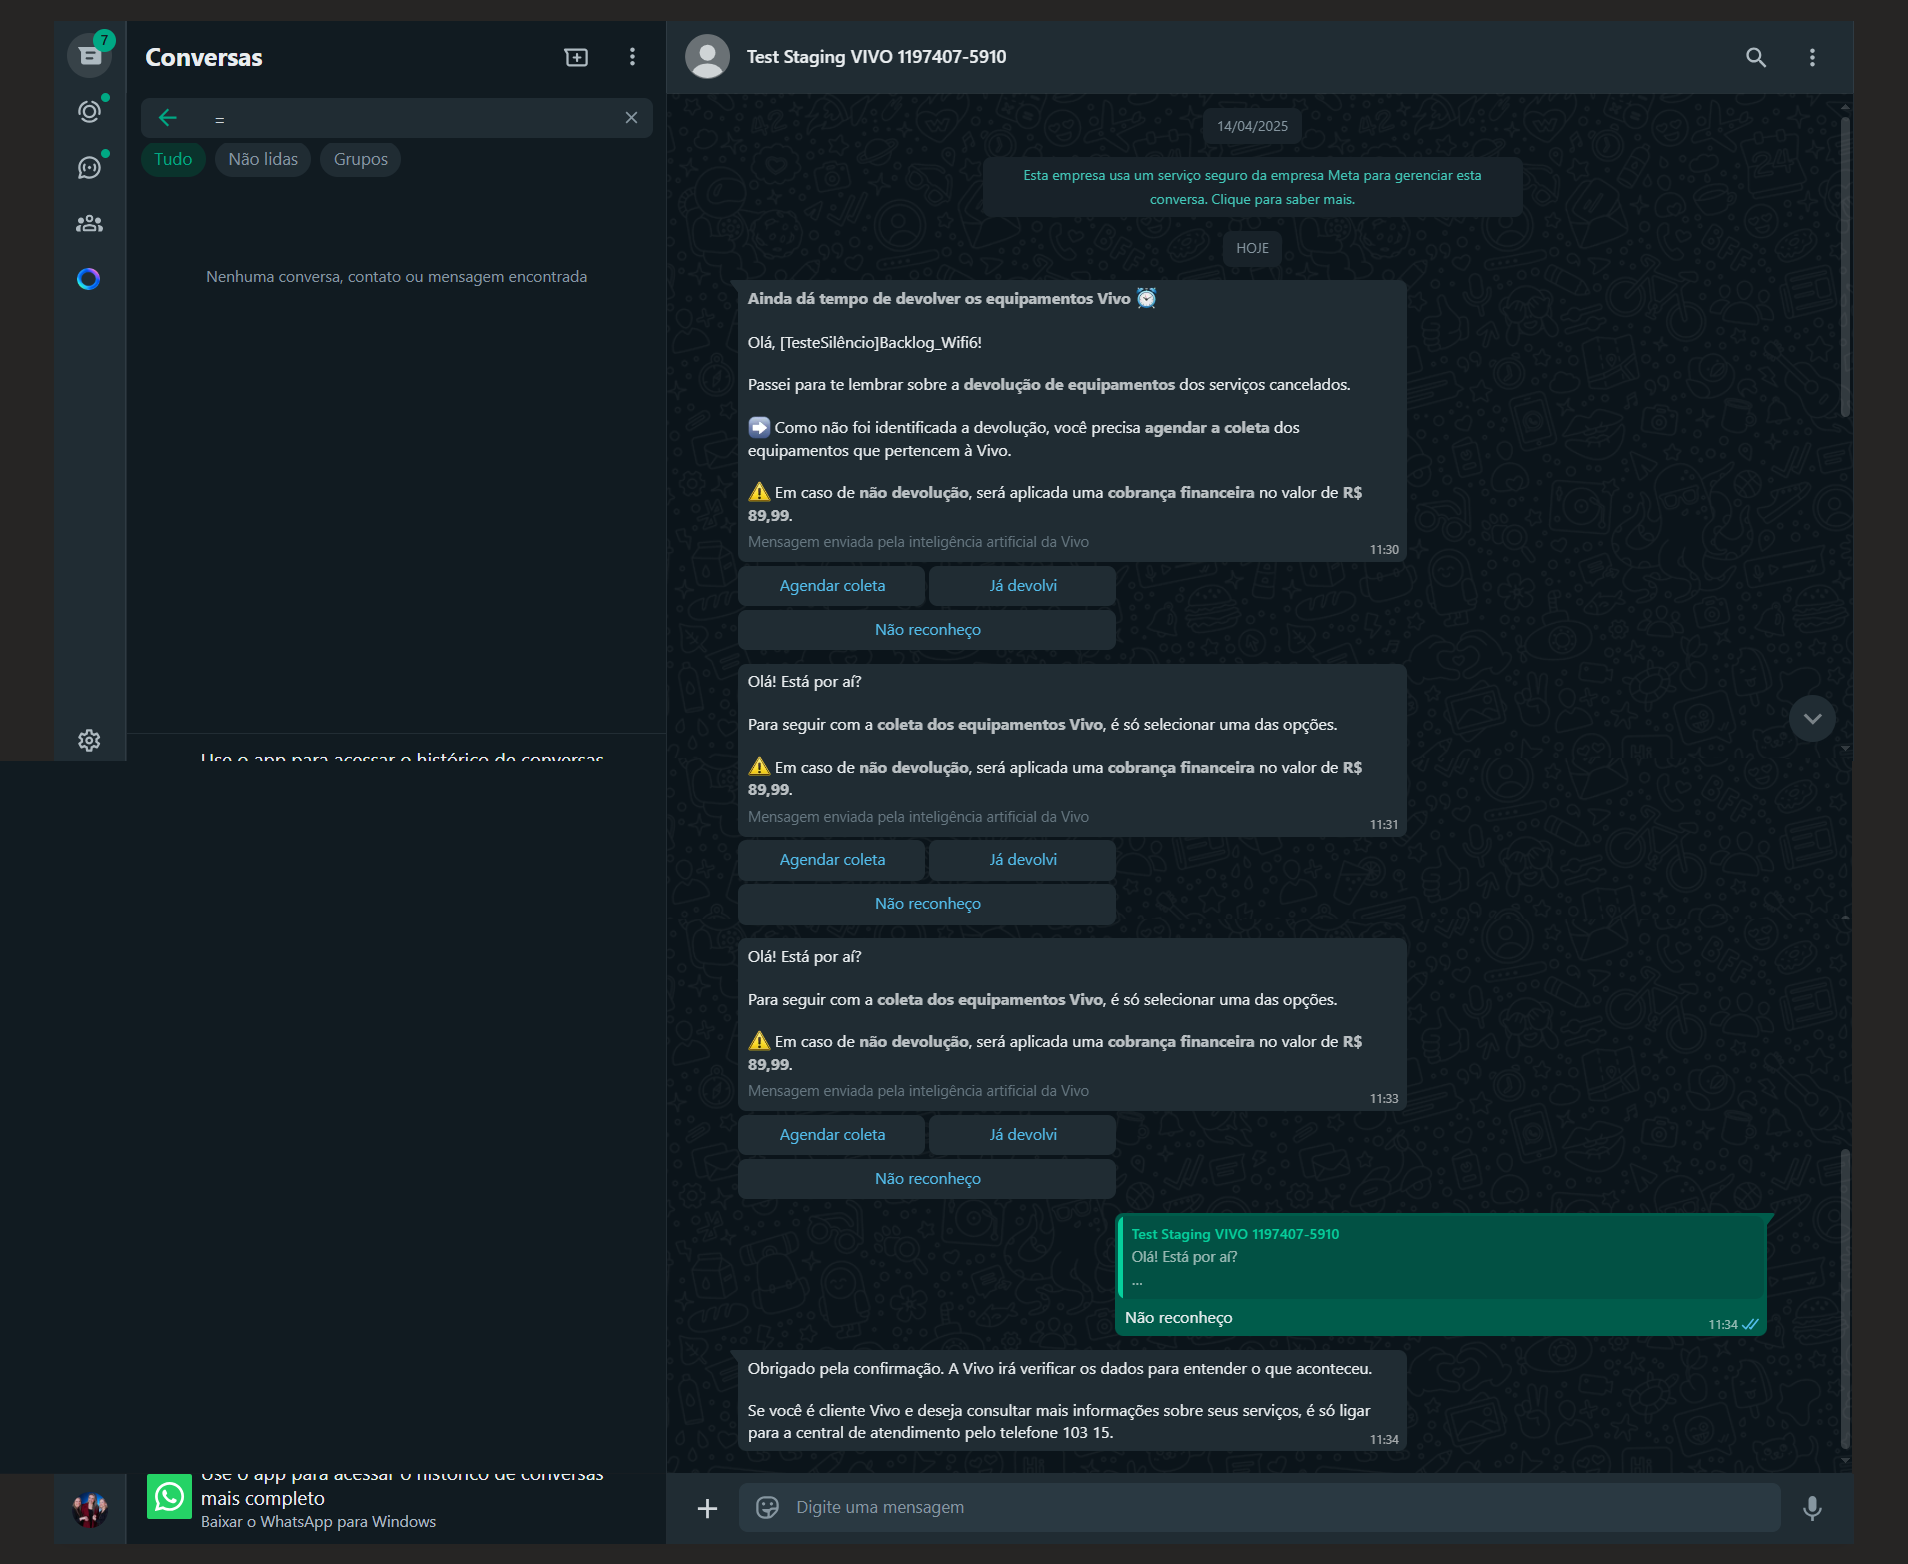 7
Conversas
=
Tudo
Não lidas
Grupos
Nenhuma conversa, contato ou mensagem encontrada
Use o app para acessar o histórico de conversas
Use o app para acessar o histórico de conversas
mais completo
Baixar o WhatsApp para Windows
Test Staging VIVO 1197407-5910
14/04/2025
Esta empresa usa um serviço seguro da empresa Meta para gerenciar esta
conversa. Clique para saber mais.
HOJE
Ainda dá tempo de devolver os equipamentos Vivo ⏰
Olá, [TesteSilêncio]Backlog_Wifi6!
Passei para te lembrar sobre a devolução de equipamentos dos serviços cancelados.
➡️ Como não foi identificada a devolução, você precisa agendar a coleta dos
equipamentos que pertencem à Vivo.
⚠️ Em caso de não devolução, será aplicada uma cobrança financeira no valor de R$
89,99.
Mensagem enviada pela inteligência artificial da Vivo
11:30
Agendar coleta
Já devolvi
Não reconheço
Olá! Está por aí?
Para seguir com a coleta dos equipamentos Vivo, é só selecionar uma das opções.
⚠️ Em caso de não devolução, será aplicada uma cobrança financeira no valor de R$
89,99.
Mensagem enviada pela inteligência artificial da Vivo
11:31
Agendar coleta
Já devolvi
Não reconheço
Olá! Está por aí?
Para seguir com a coleta dos equipamentos Vivo, é só selecionar uma das opções.
⚠️ Em caso de não devolução, será aplicada uma cobrança financeira no valor de R$
89,99.
Mensagem enviada pela inteligência artificial da Vivo
11:33
Agendar coleta
Já devolvi
Não reconheço
Test Staging VIVO 1197407-5910
Olá! Está por aí?
...
Não reconheço
11:34
Obrigado pela confirmação. A Vivo irá verificar os dados para entender o que aconteceu.
Se você é cliente Vivo e deseja consultar mais informações sobre seus serviços, é só ligar
para a central de atendimento pelo telefone 103 15.
11:34
Digite uma mensagem